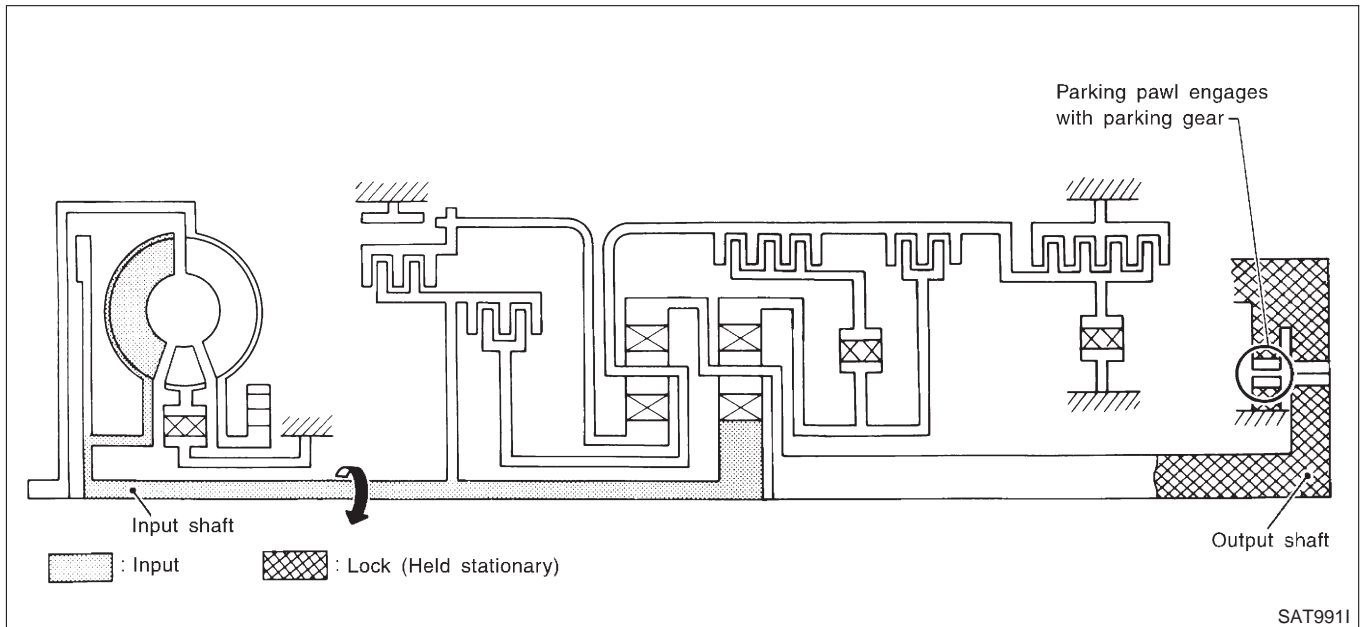 Parking pawl engages
with parking gear
Input shaft
Output shaft
: Input
: Lock (Held stationary)
SAT991I